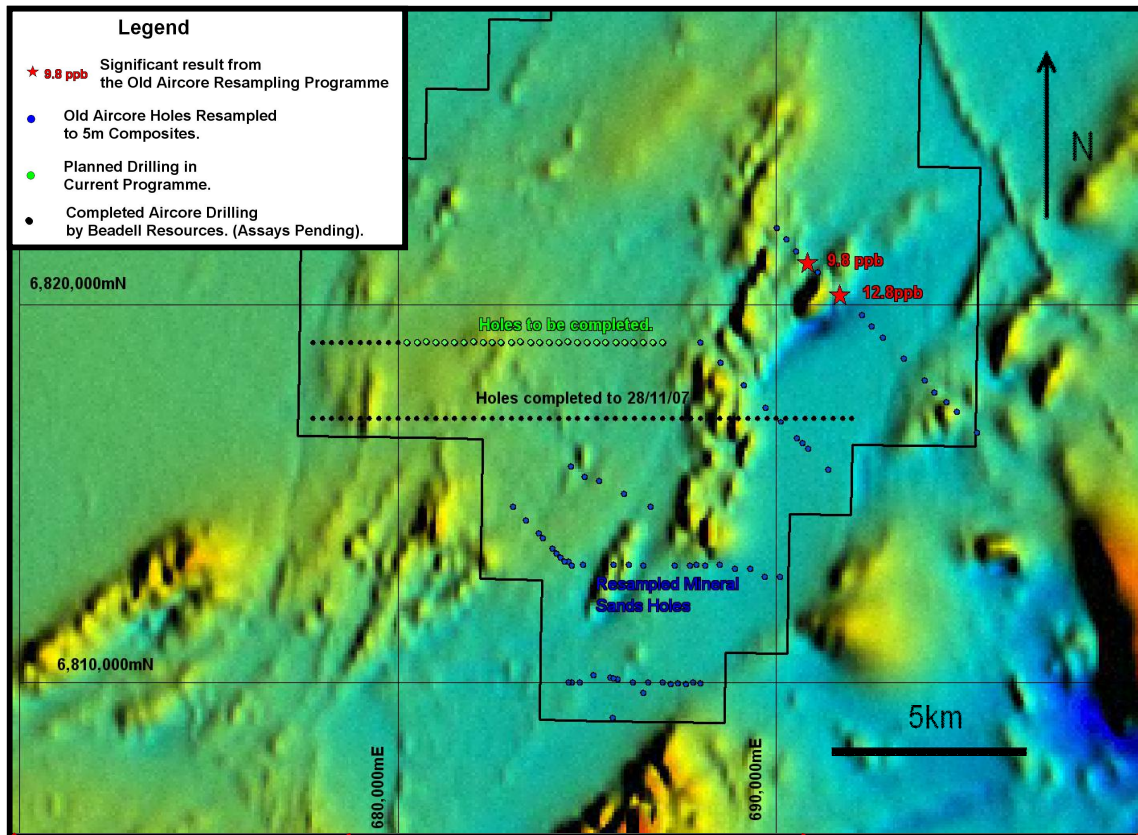 Legend
9.8 ppb
Significant result from
the Old Aircore Resampling Programme
Old Aircore Holes Resampled
to 5m Composites.
Planned Drilling in
Current Programme.
Completed Aircore Drilling
by Beadell Resources. (Assays Pending).
N
9.8 ppb
6,820,000mN
12.8ppb
Holes to be completed.
Holes completed to 28/11/07
Resampled Mineral
Sands Holes
6,810,000mN
5km
680,000mE
690,000mE